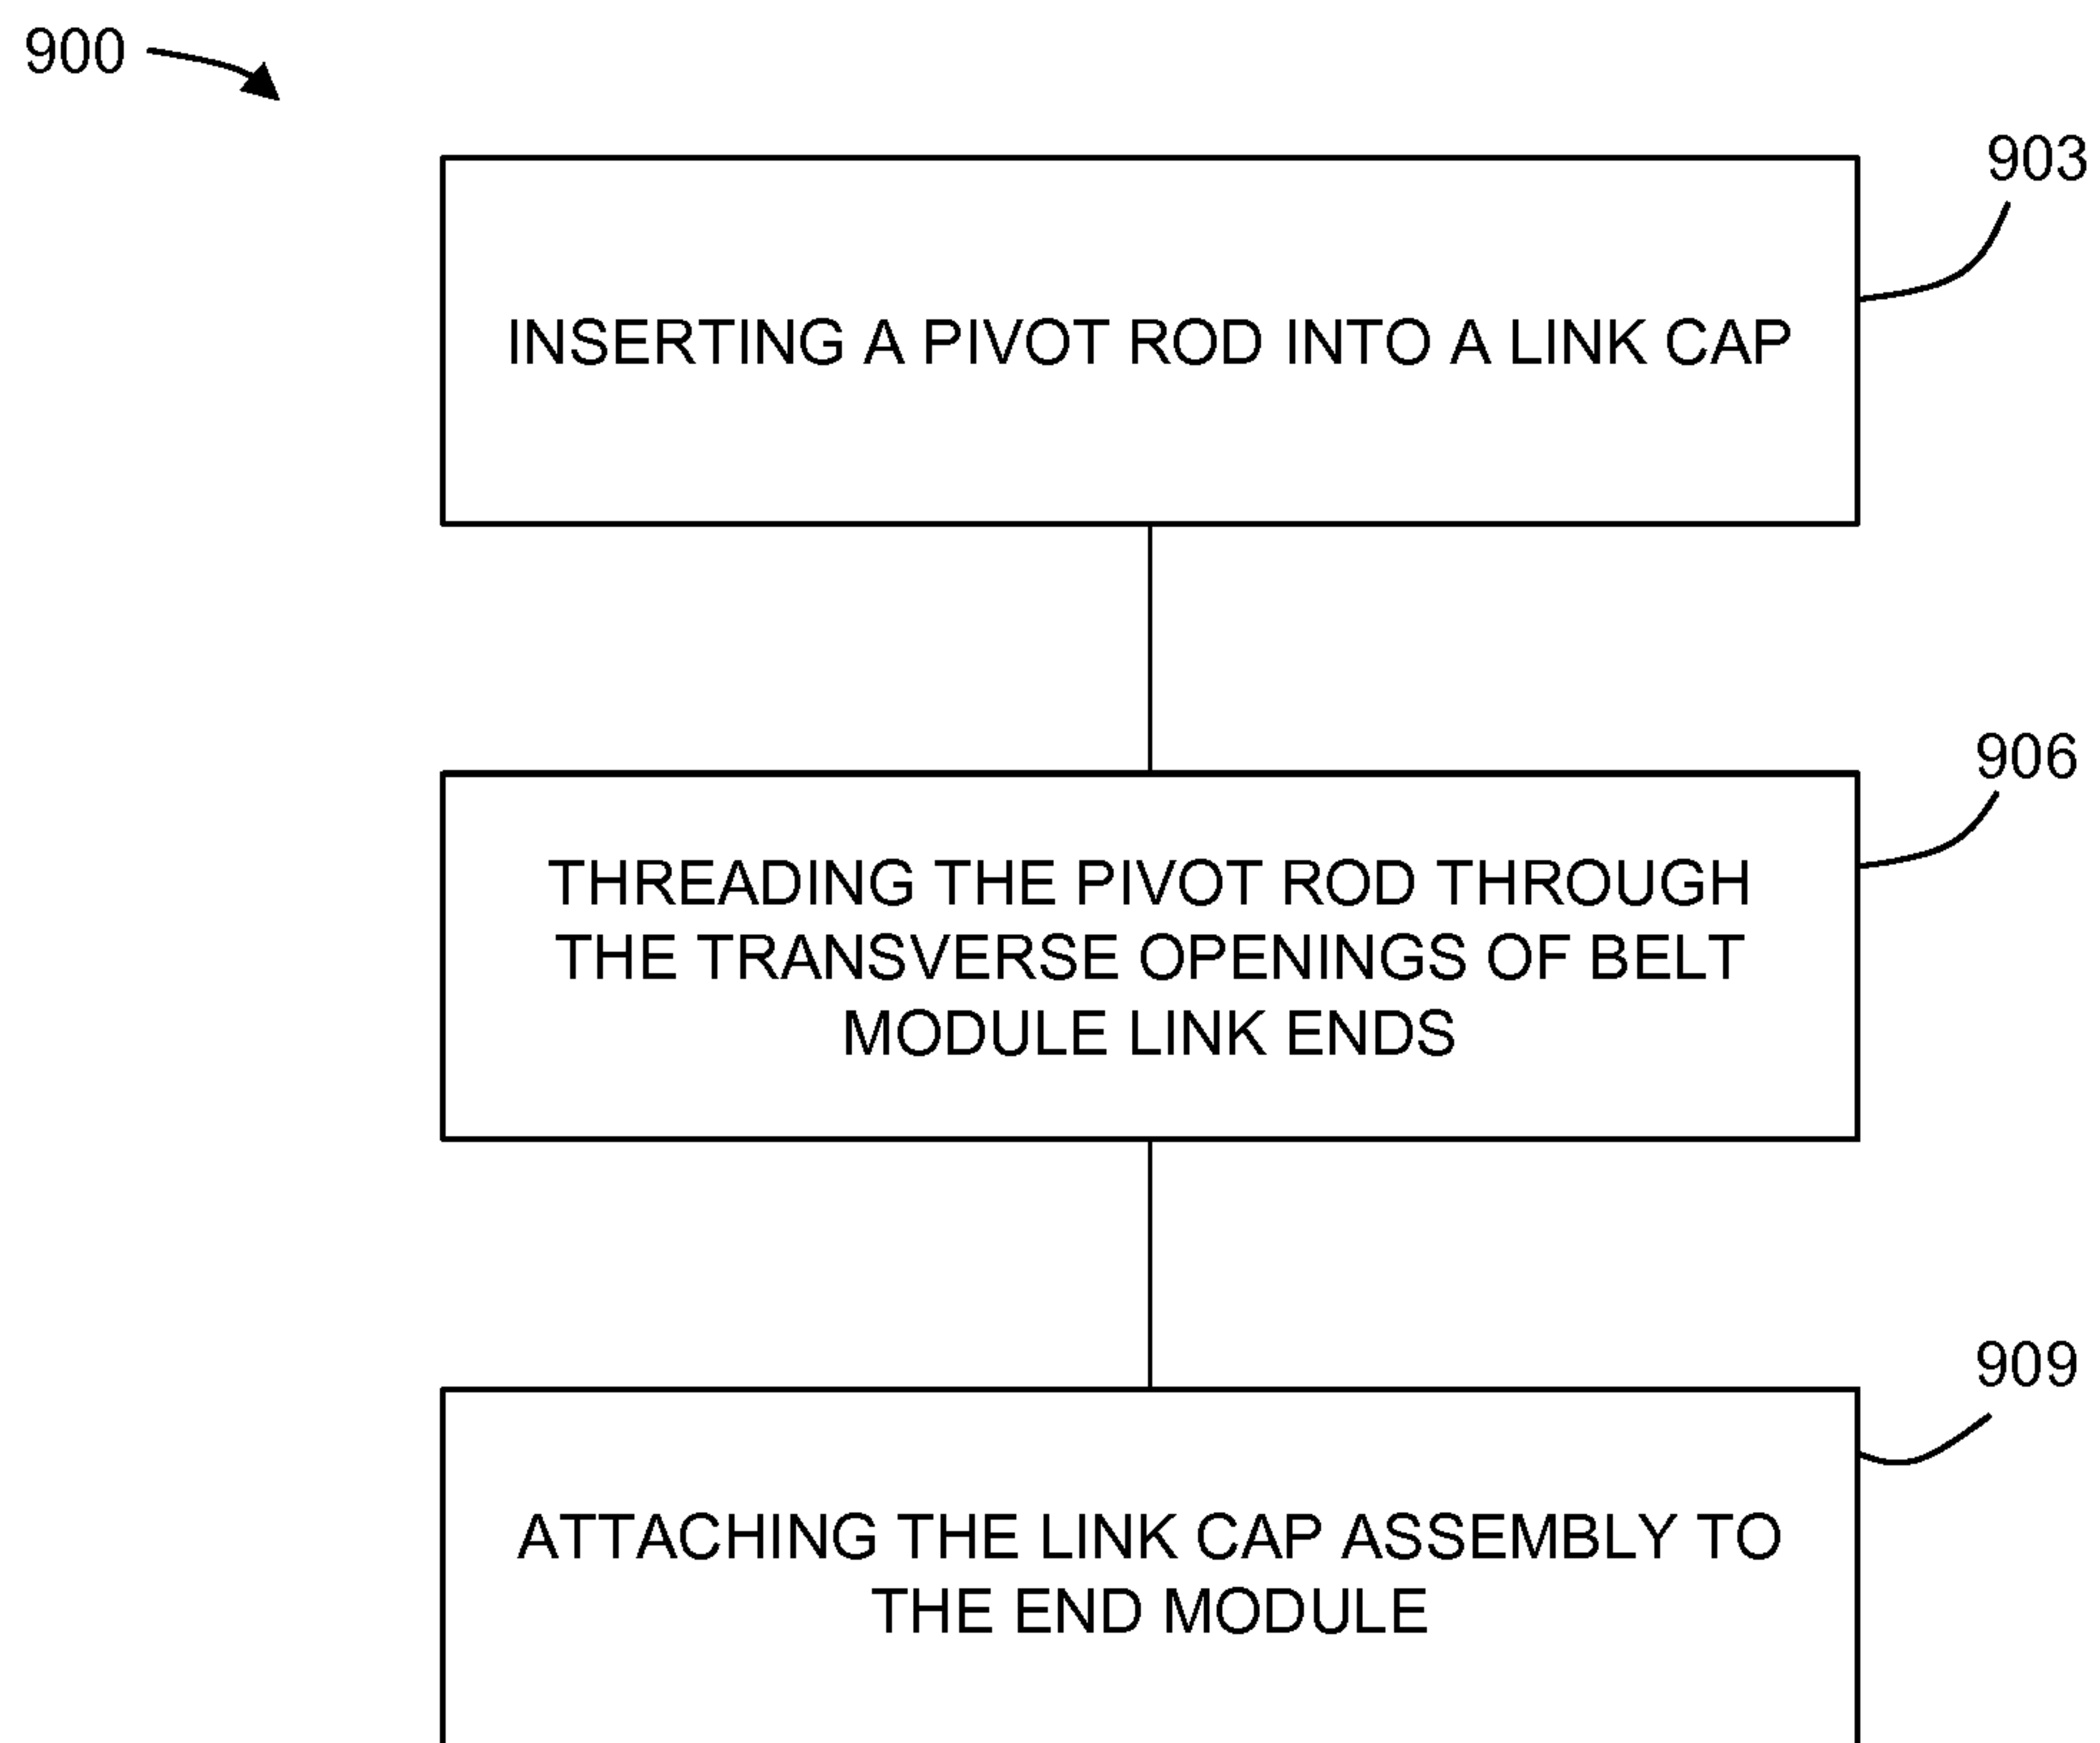 900
903
INSERTING A PIVOT ROD INTO A LINK CAP
906
THREADING THE PIVOT ROD THROUGH
THE TRANSVERSE OPENINGS OF BELT
MODULE LINK ENDS
909
ATTACHING THE LINK CAP ASSEMBLY TO
THE END MODULE